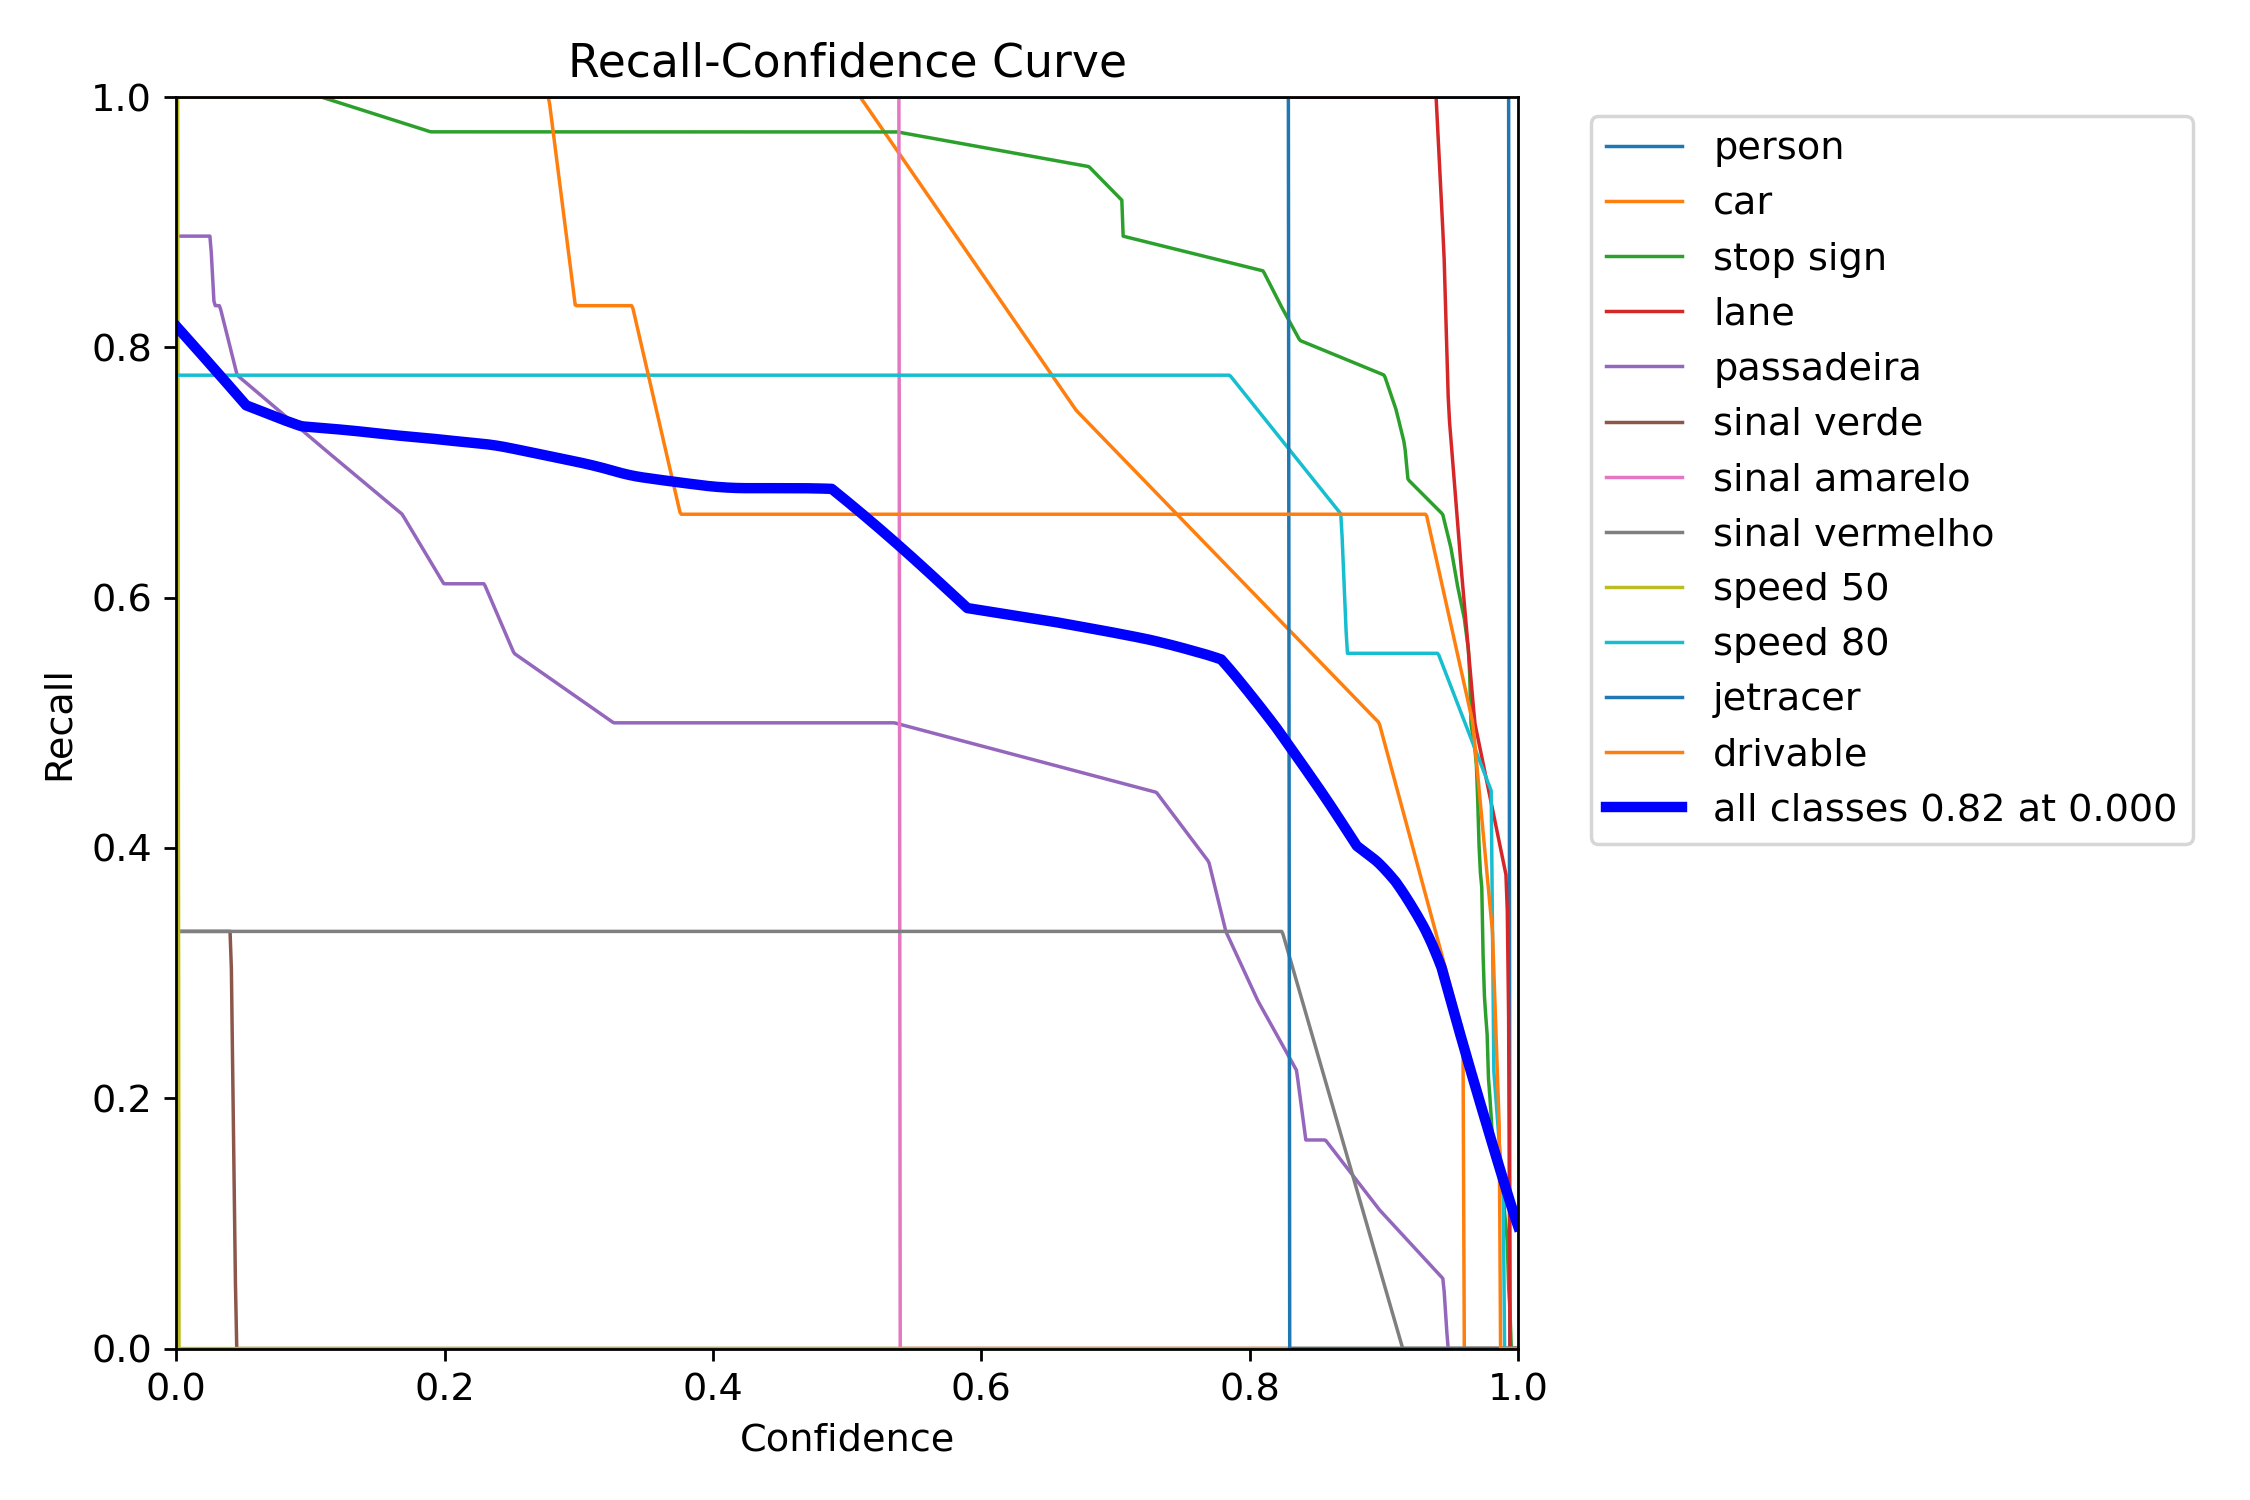 Recall-Confidence Curve
1.0
0.8
0.6
0.4
0.2
0.0
Recall
0.0 0.2 0.4 0.6 0.8 1.0
Confidence
person
car
stop sign
lane
passadeira
sinal verde
sinal amarelo
sinal vermelho
speed 50
speed 80
jetracer
drivable
all classes 0.82 at 0.000